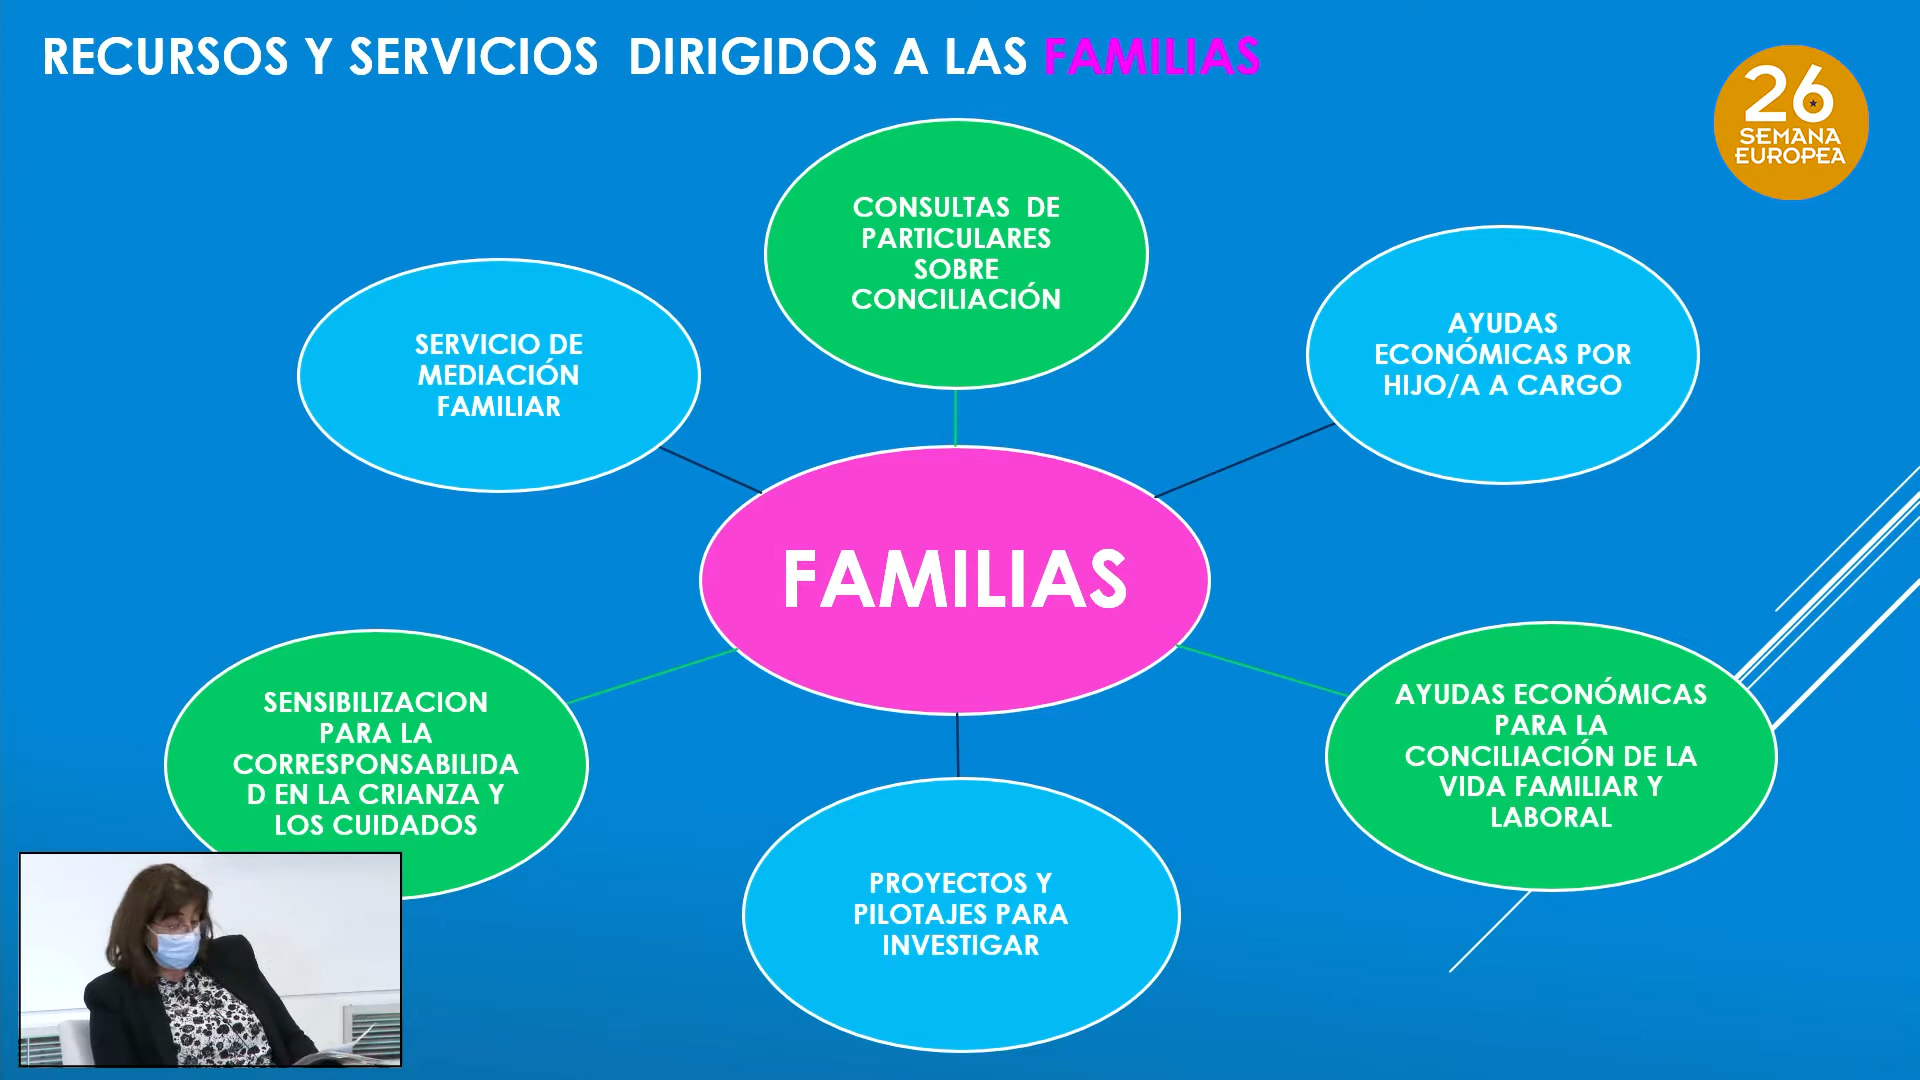 RECURSOS Y SERVICIOS DIRIGIDOS A LAS FAMILIAS
26
SEMANA
EUROPEA
CONSULTAS DE
PARTICULARES
SOBRE
CONCILIACIÓN
AYUDAS
ECONÓMICAS POR
HIJO/A A CARGO
SERVICIO DE
MEDIACIÓN
FAMILIAR
FAMILIAS
SENSIBILIZACION
PARA LA
CORRESPONSABILIDA
D EN LA CRIANZA Y
LOS CUIDADOS
AYUDAS ECONÓMICAS
PARA LA
CONCILIACIÓN DE LA
VIDA FAMILIAR Y
LABORAL
PROYECTOS Y
PILOTAJES PARA
INVESTIGAR